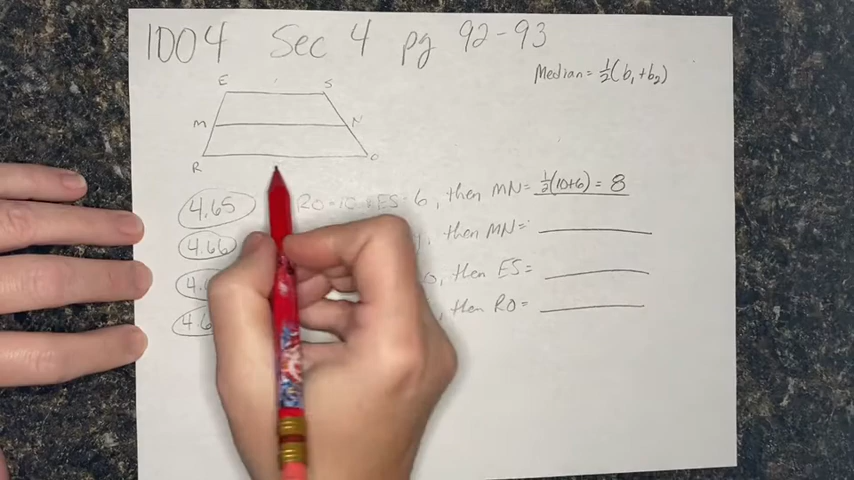 1004 Sec 4 pg 92-93
Median = ½(b₁+b₂)
E S
M N
R O
4.65 RO=10, ES=6, then MN= ½(10+6) = 8
4.66 then MN=
then ES=
then RO=